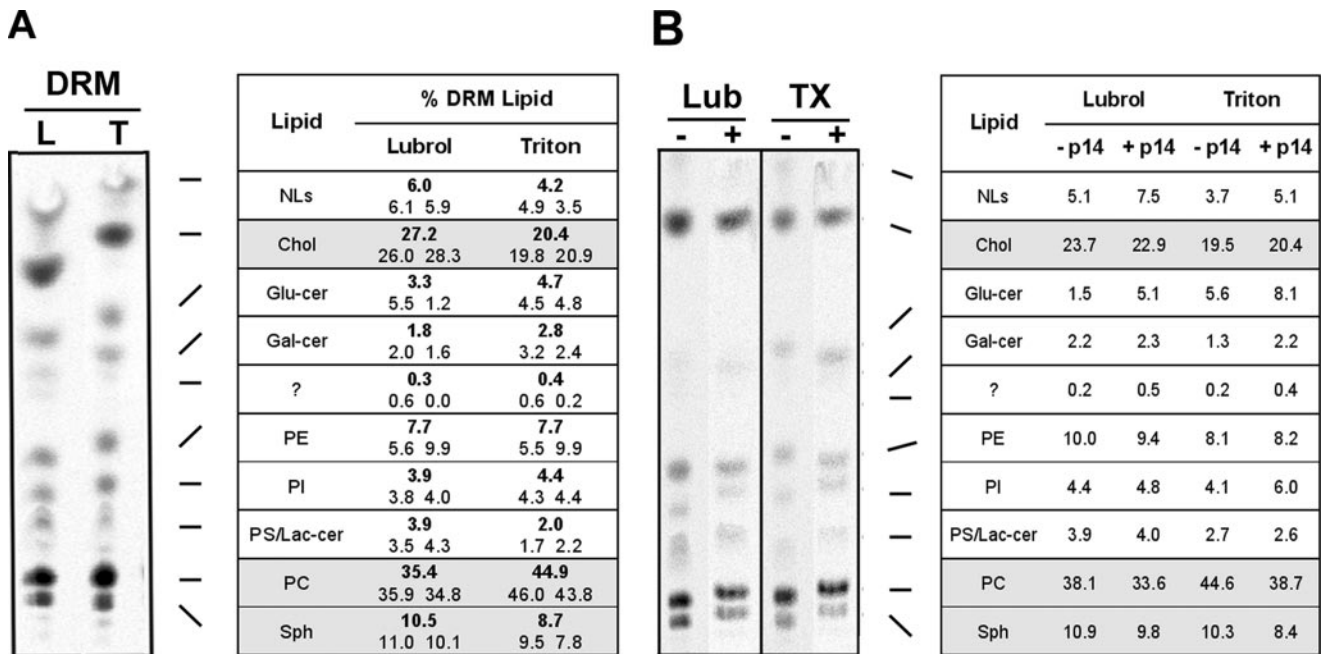 A
DRM
L T
Lipid
% DRM Lipid
Lubrol Triton
NLs 6.0 4.2
6.1 5.9 4.9 3.5
Chol 27.2 20.4
26.0 28.3 19.8 20.9
Glu-cer 3.3 4.7
5.5 1.2 4.5 4.8
Gal-cer 1.8 2.8
2.0 1.6 3.2 2.4
? 0.3 0.4
0.6 0.0 0.6 0.2
PE 7.7 7.7
5.6 9.9 5.5 9.9
PI 3.9 4.4
3.8 4.0 4.3 4.4
PS/Lac-cer 3.9 2.0
3.5 4.3 1.7 2.2
PC 35.4 44.9
35.9 34.8 46.0 43.8
Sph 10.5 8.7
11.0 10.1 9.5 7.8
B
Lub TX
- + - +
Lipid
Lubrol Triton
- p14 + p14 - p14 + p14
NLs 5.1 7.5 3.7 5.1
Chol 23.7 22.9 19.5 20.4
Glu-cer 1.5 5.1 5.6 8.1
Gal-cer 2.2 2.3 1.3 2.2
? 0.2 0.5 0.2 0.4
PE 10.0 9.4 8.1 8.2
PI 4.4 4.8 4.1 6.0
PS/Lac-cer 3.9 4.0 2.7 2.6
PC 38.1 33.6 44.6 38.7
Sph 10.9 9.8 10.3 8.4